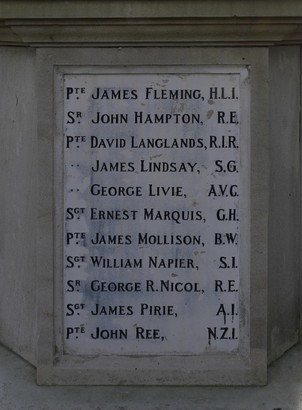 PTE JAMES FLEMING, H.L.I.
SR JOHN HAMPTON, R.E.
PTE DAVID LANGLANDS, R.I.R.
" JAMES LINDSAY, S.G.
" GEORGE LIVIE, A.V.C.
SGT ERNEST MARQUIS, G.H.
PTE JAMES MOLLISON, B.W.
SGT WILLIAM NAPIER, S.I.
SR GEORGE R. NICOL, R.E.
SGT JAMES PIRIE, A.I.
PTE JOHN REE, N.Z.I.